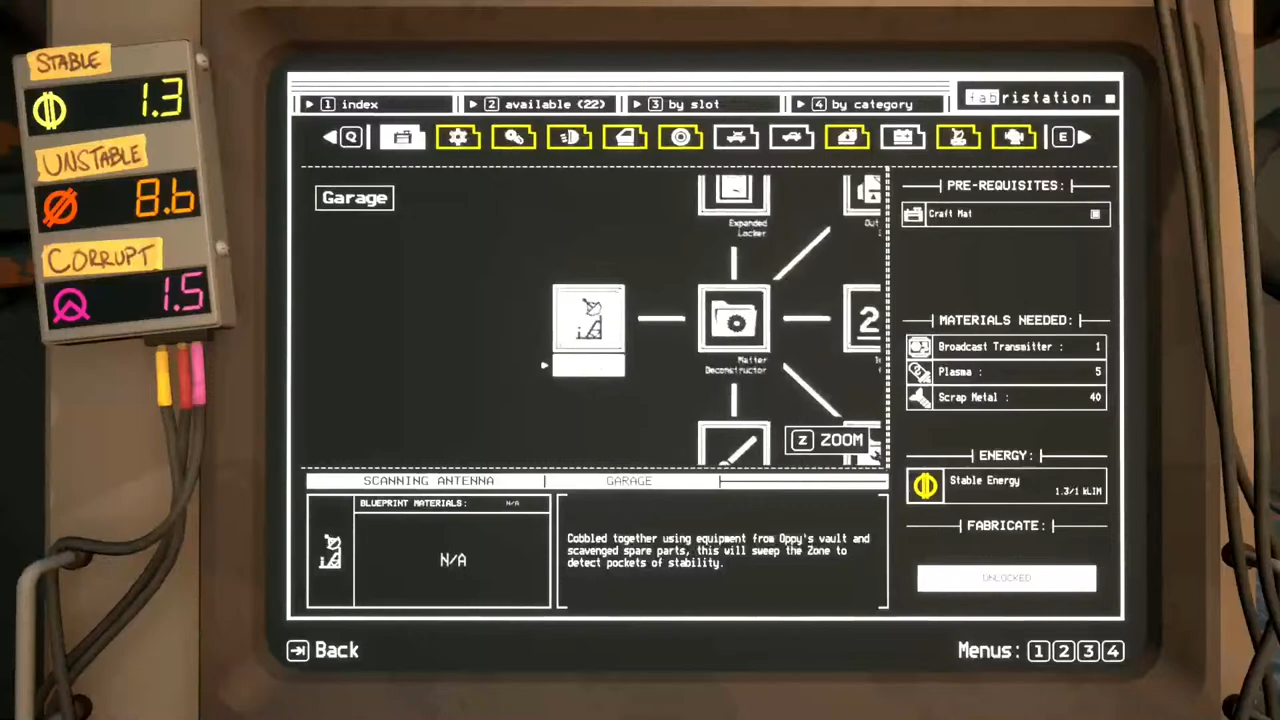 STABLE
1.3
UNSTABLE
8.6
CORRUPT
1.5
1 index
2 available (22)
3 by slot
4 by category
fabristation
Q
E
Garage
Expanded
Locker
Out
Matter
Deconstructor
2
Z ZOOM
PRE-REQUISITES:
Craft Mat
MATERIALS NEEDED:
Broadcast Transmitter : 1
Plasma : 5
Scrap Metal : 40
ENERGY:
Stable Energy
1.3/1 kLIM
FABRICATE:
UNLOCKED
SCANNING ANTENNA
GARAGE
BLUEPRINT MATERIALS: N/A
N/A
Cobbled together using equipment from Oppy's vault and
scavenged spare parts, this will sweep the Zone to
detect pockets of stability.
Back
Menus: 1 2 3 4